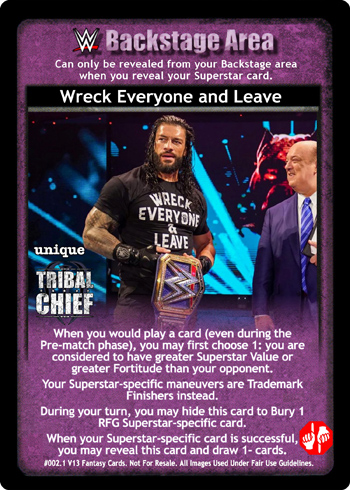 W Backstage Area
Can only be revealed from your Backstage area
when you reveal your Superstar card.
Wreck Everyone and Leave
WRECK
EVERYONE
&
LEAVE
unique
TRIBAL
CHIEF
When you would play a card (even during the
Pre-match phase), you may first choose 1: you are
considered to have greater Superstar Value or
greater Fortitude than your opponent.
Your Superstar-specific maneuvers are Trademark
Finishers instead.
During your turn, you may hide this card to Bury 1
RFG Superstar-specific card.
When your Superstar-specific card is successful,
you may reveal this card and draw 1- cards.
#002.1 V13 Fantasy Cards. Not For Resale. All Images Used Under Fair Use Guidelines.